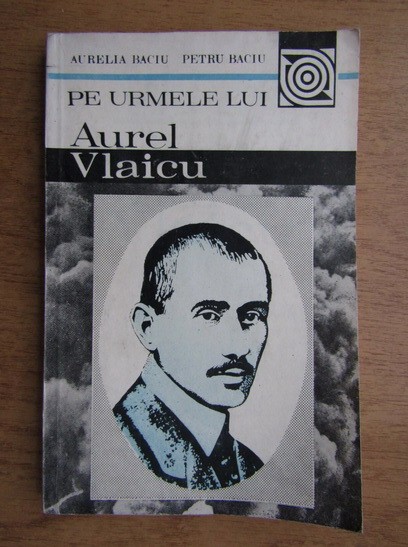 AURELIA BACIU PETRU BACIU
PE URMELE LUI
Aurel
Vlaicu